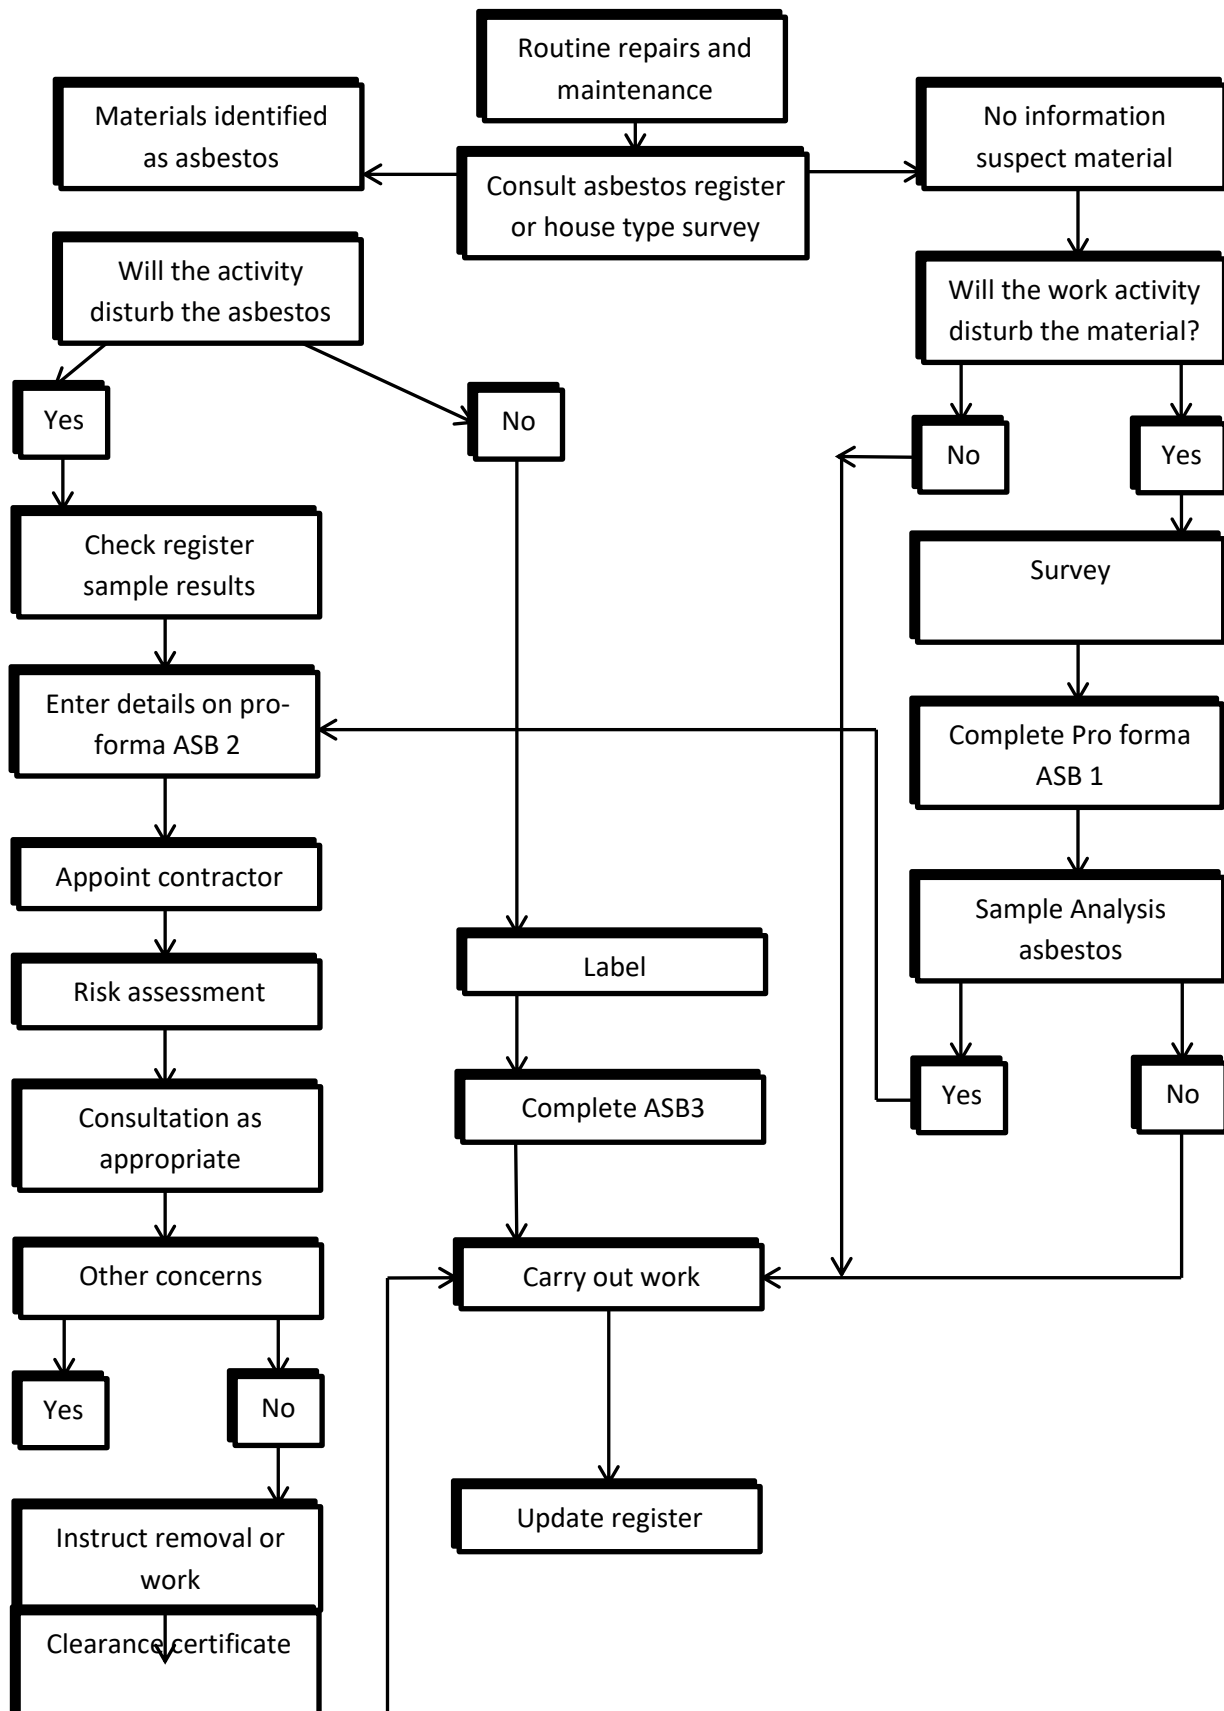 Routine repairs and
maintenance
Materials identified
as asbestos
No information
suspect material
Consult asbestos register
or house type survey
Will the activity
disturb the asbestos
Will the work activity
disturb the material?
Yes
No
No
Yes
Check register
sample results
Survey
Enter details on pro-
forma ASB 2
Complete Pro forma
ASB 1
Appoint contractor
Sample Analysis
asbestos
Label
Risk assessment
Yes
No
Complete ASB3
Consultation as
appropriate
Other concerns
Carry out work
Yes
No
Update register
Instruct removal or
work
Clearance certificate